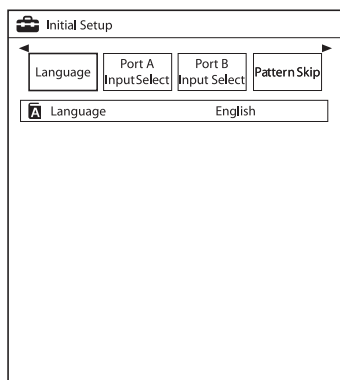 Initial Setup
Language
Port A
Input Select
Port B
Input Select
Pattern Skip
A Language English